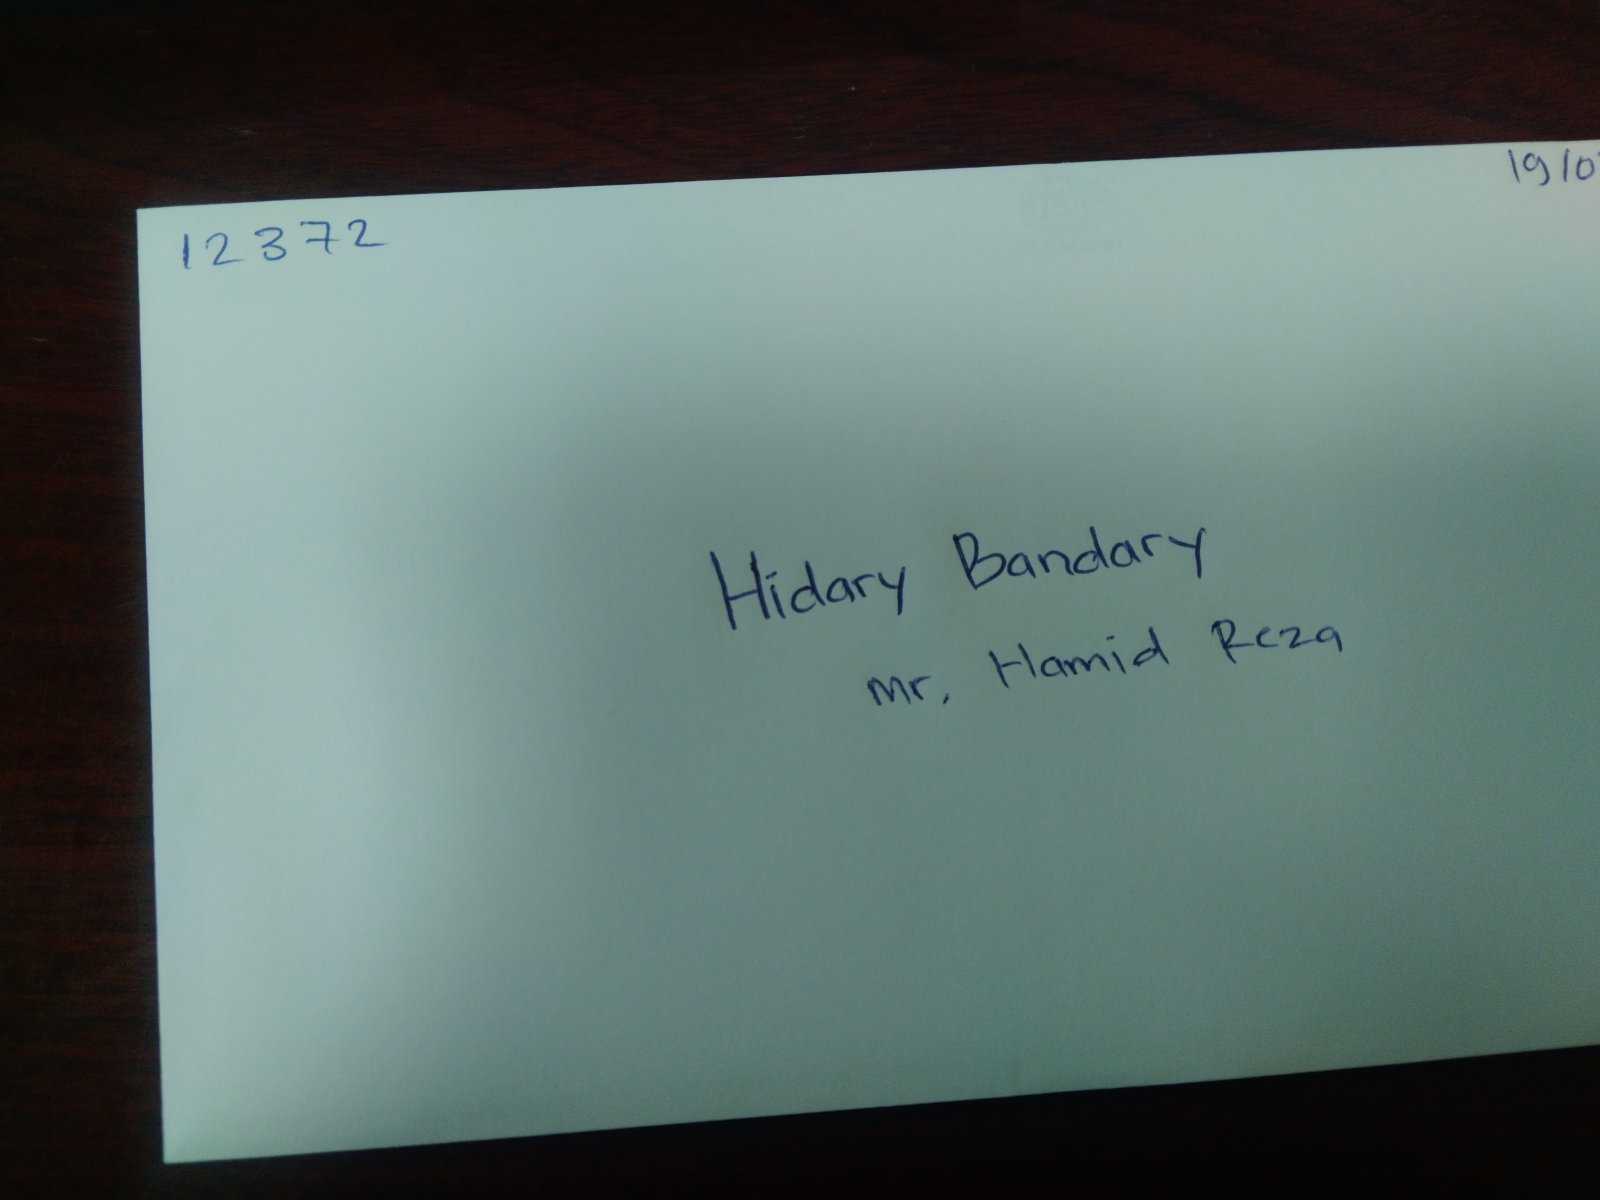 12372
19/0
Hidary Bandary
mr. Hamid Reza